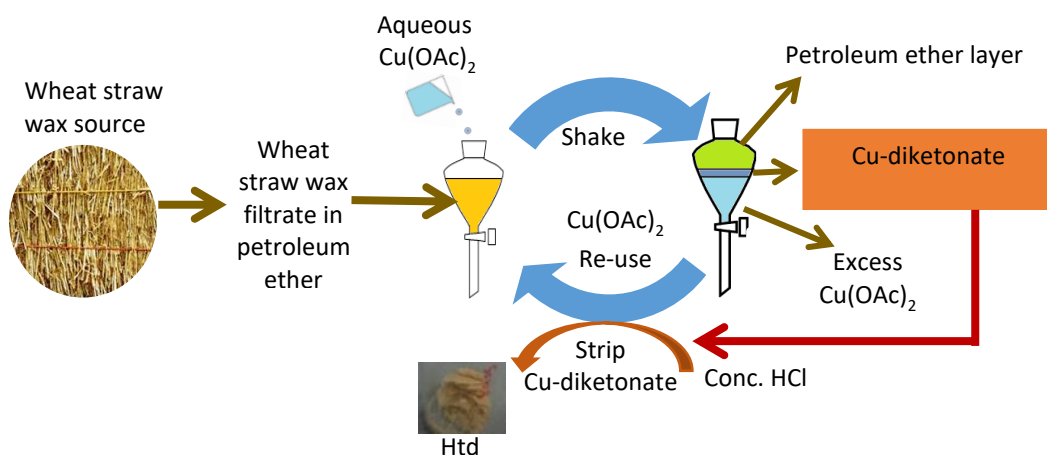 Wheat straw
wax source
Wheat
straw wax
filtrate in
petroleum
ether
Aqueous
Cu(OAc)2
Shake
Cu(OAc)2
Re-use
Petroleum ether layer
Cu-diketonate
Excess
Cu(OAc)2
Strip
Cu-diketonate
Conc. HCl
Htd